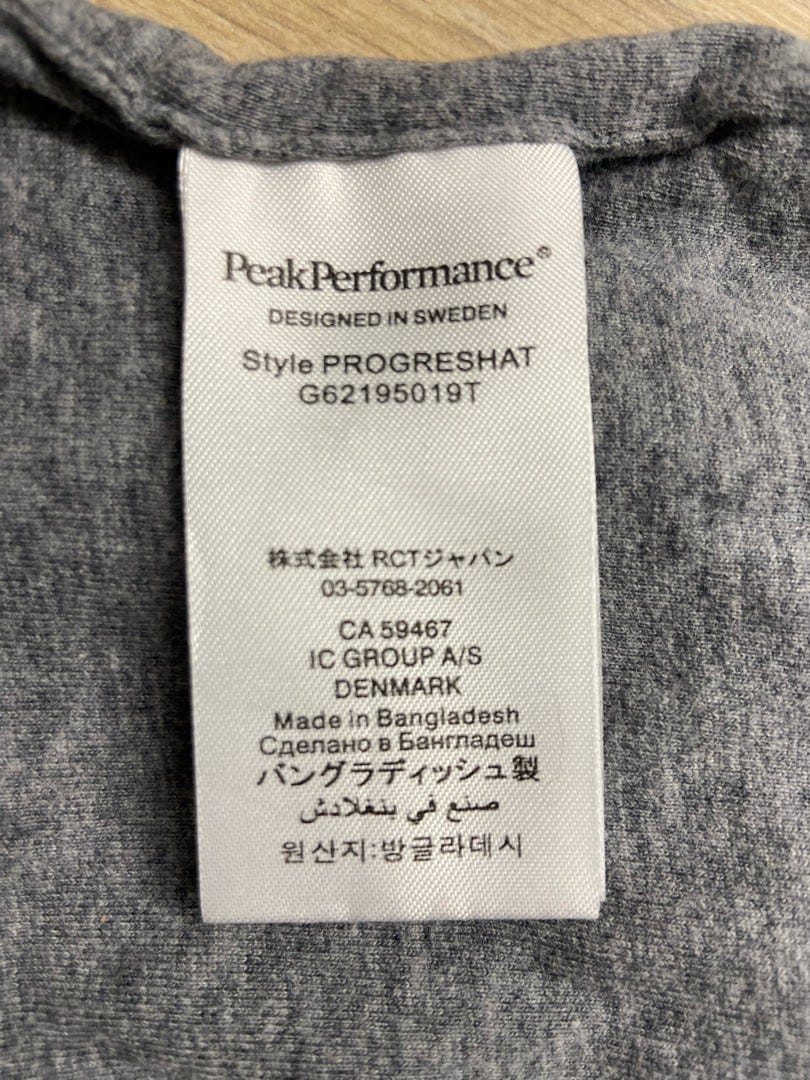 PeakPerformance®
DESIGNED IN SWEDEN
Style PROGRESHAT
G62195019T
株式会社 RCTジャパン
03-5768-2061
CA 59467
IC GROUP A/S
DENMARK
Made in Bangladesh
Сделано в Бангладеш
バングラディッシュ製
صنع في بنغلادش
원산지:방글라데시